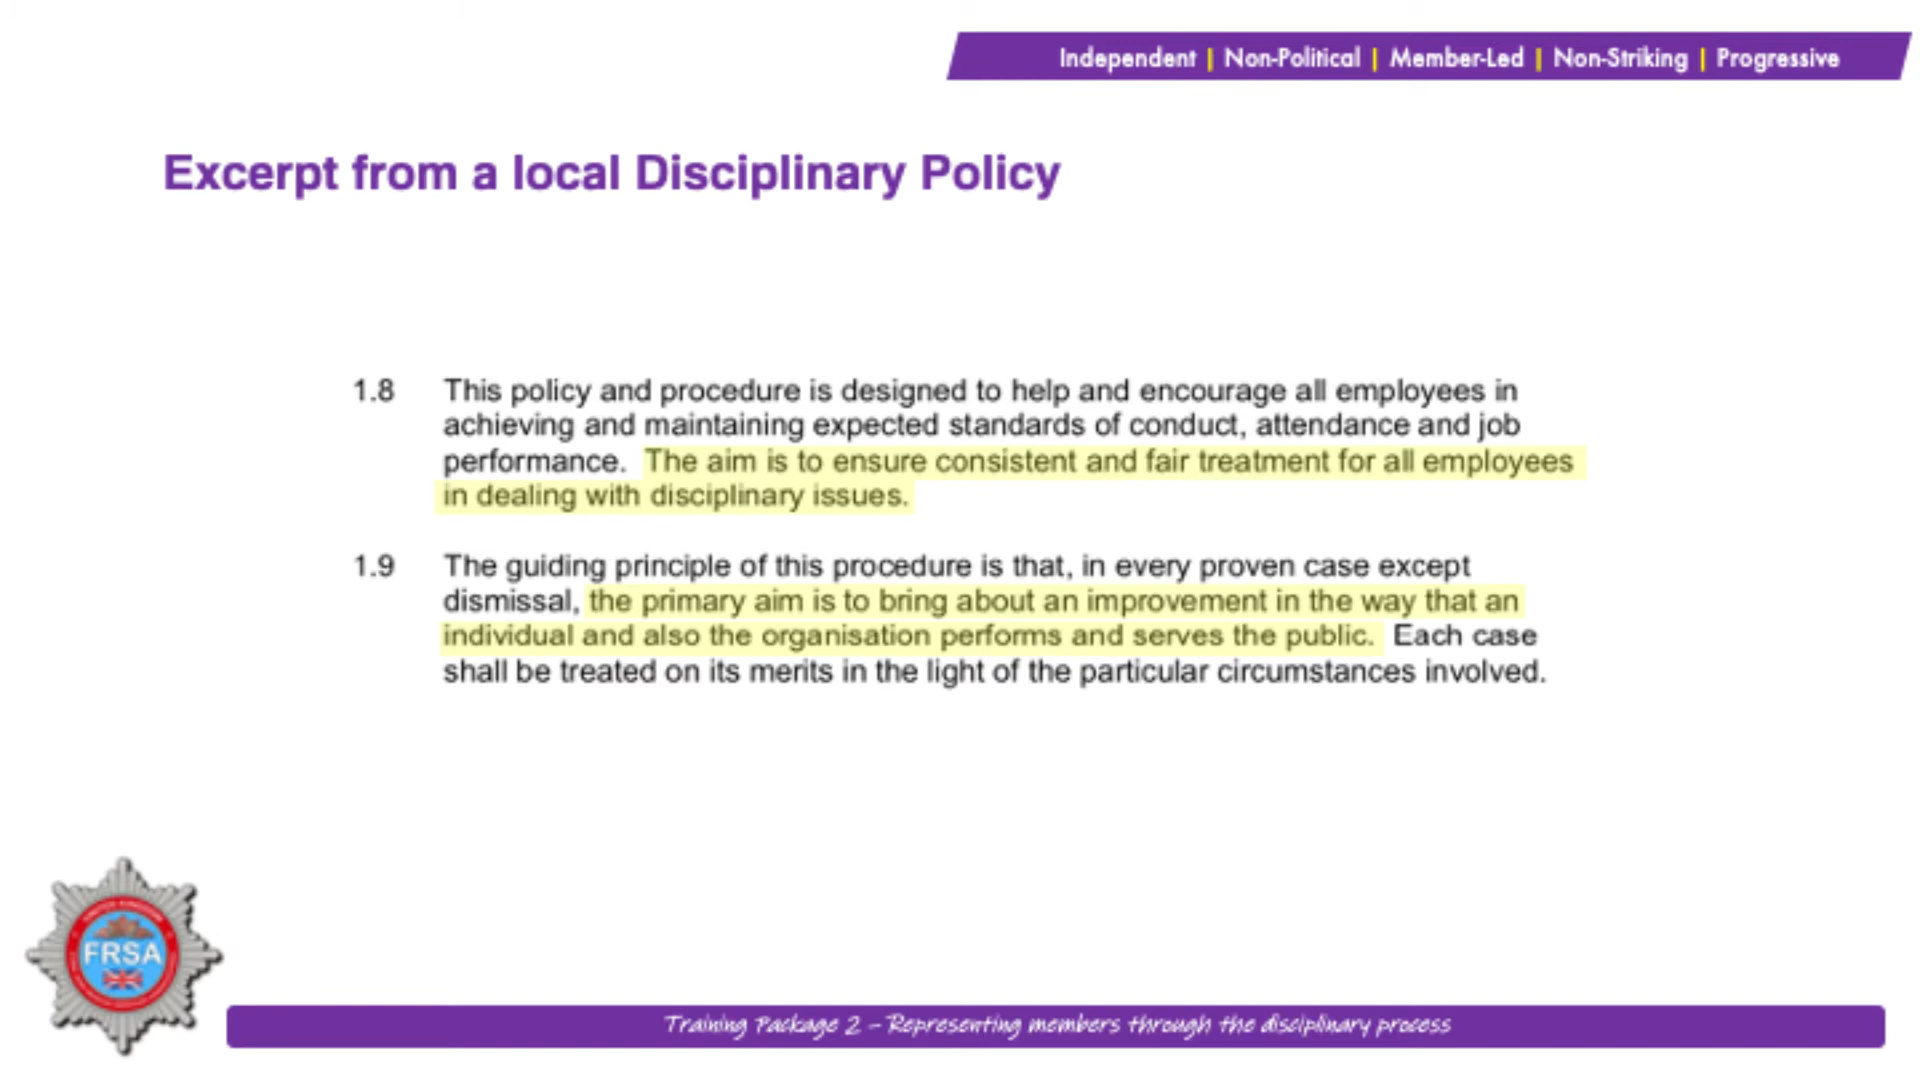 Independent | Non-Political | Member-Led | Non-Striking | Progressive
Excerpt from a local Disciplinary Policy
1.8 This policy and procedure is designed to help and encourage all employees in
achieving and maintaining expected standards of conduct, attendance and job
performance. The aim is to ensure consistent and fair treatment for all employees
in dealing with disciplinary issues.
1.9 The guiding principle of this procedure is that, in every proven case except
dismissal, the primary aim is to bring about an improvement in the way that an
individual and also the organisation performs and serves the public. Each case
shall be treated on its merits in the light of the particular circumstances involved.
UNITED KINGDOM
FRSA
Training Package 2 – Representing members through the disciplinary process